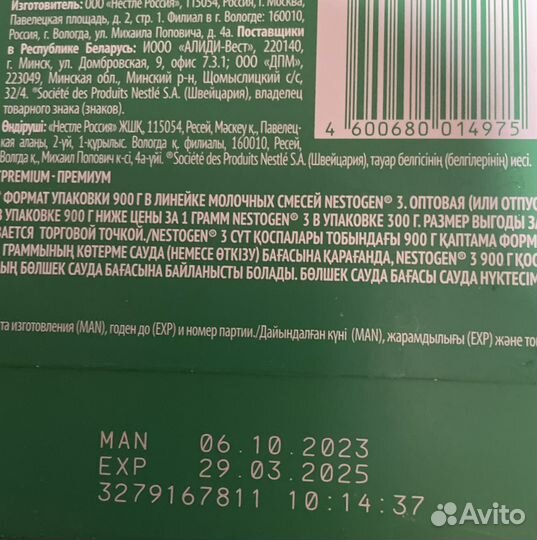 Изготовитель: ООО «Нестле Россия», 115054, Россия, г. Москва,
Павелецкая площадь, д. 2, стр. 1. Филиал в г. Вологде: 160010,
Россия, г. Вологда, ул. Михаила Поповича, д. 4а. Поставщики
в Республике Беларусь: ИООО «АЛИДИ-Вест», 220140,
г. Минск, ул. Домбровская, 9, офис 7.3.1; ООО «ДПМ»,
223049, Минская обл., Минский р-н, Щомыслицкий с/с,
32/4. ®Société des Produits Nestlé S.A. (Швейцария), владелец
товарного знака (знаков).
Өндіруші: «Нестле Россия» ЖШҚ, 115054, Ресей, Мәскеу қ., Павелец-
кая алаңы, 2-үй, 1-құрылыс. Вологда қ. филиалы, 160010, Ресей,
Вологда қ., Михаил Попович к-сі, 4а-үйі. ®Société des Produits Nestlé S.A. (Швейцария), тауар белгісінің (белгілерінің) иесі.
4 600680 014975
PREMIUM - ПРЕМИУМ
ФОРМАТ УПАКОВКИ 900 Г В ЛИНЕЙКЕ МОЛОЧНЫХ СМЕСЕЙ NESTOGEN® 3. ОПТОВАЯ (ИЛИ ОТПУС
В УПАКОВКЕ 900 Г НИЖЕ ЦЕНЫ ЗА 1 ГРАММ NESTOGEN® 3 В УПАКОВКЕ 300 Г. РАЗМЕР ВЫГОДЫ ЗА
ВАЕТСЯ ТОРГОВОЙ ТОЧКОЙ./NESTOGEN® 3 СҮТ ҚОСПАЛАРЫ ТОБЫНДАҒЫ 900 Г ҚАПТАМА ФОРМ
ГРАММЫНЫҢ КӨТЕРМЕ САУДА (НЕМЕСЕ ӨТКІЗУ) БАҒАСЫНА ҚАРАҒАНДА, NESTOGEN® 3 900 Г ҚОС
ЫҢ БӨЛШЕК САУДА БАҒАСЫНА БАЙЛАНЫСТЫ БОЛАДЫ. БӨЛШЕК САУДА БАҒАСЫ САУДА НҮКТЕСІМ
та изготовления (MAN), годен до (EXP) и номер партии./Дайындалған күні (MAN), жарамдылығы (EXP) және то
MAN 06.10.2023
EXP 29.03.2025
3279167811 10:14:37
Avito